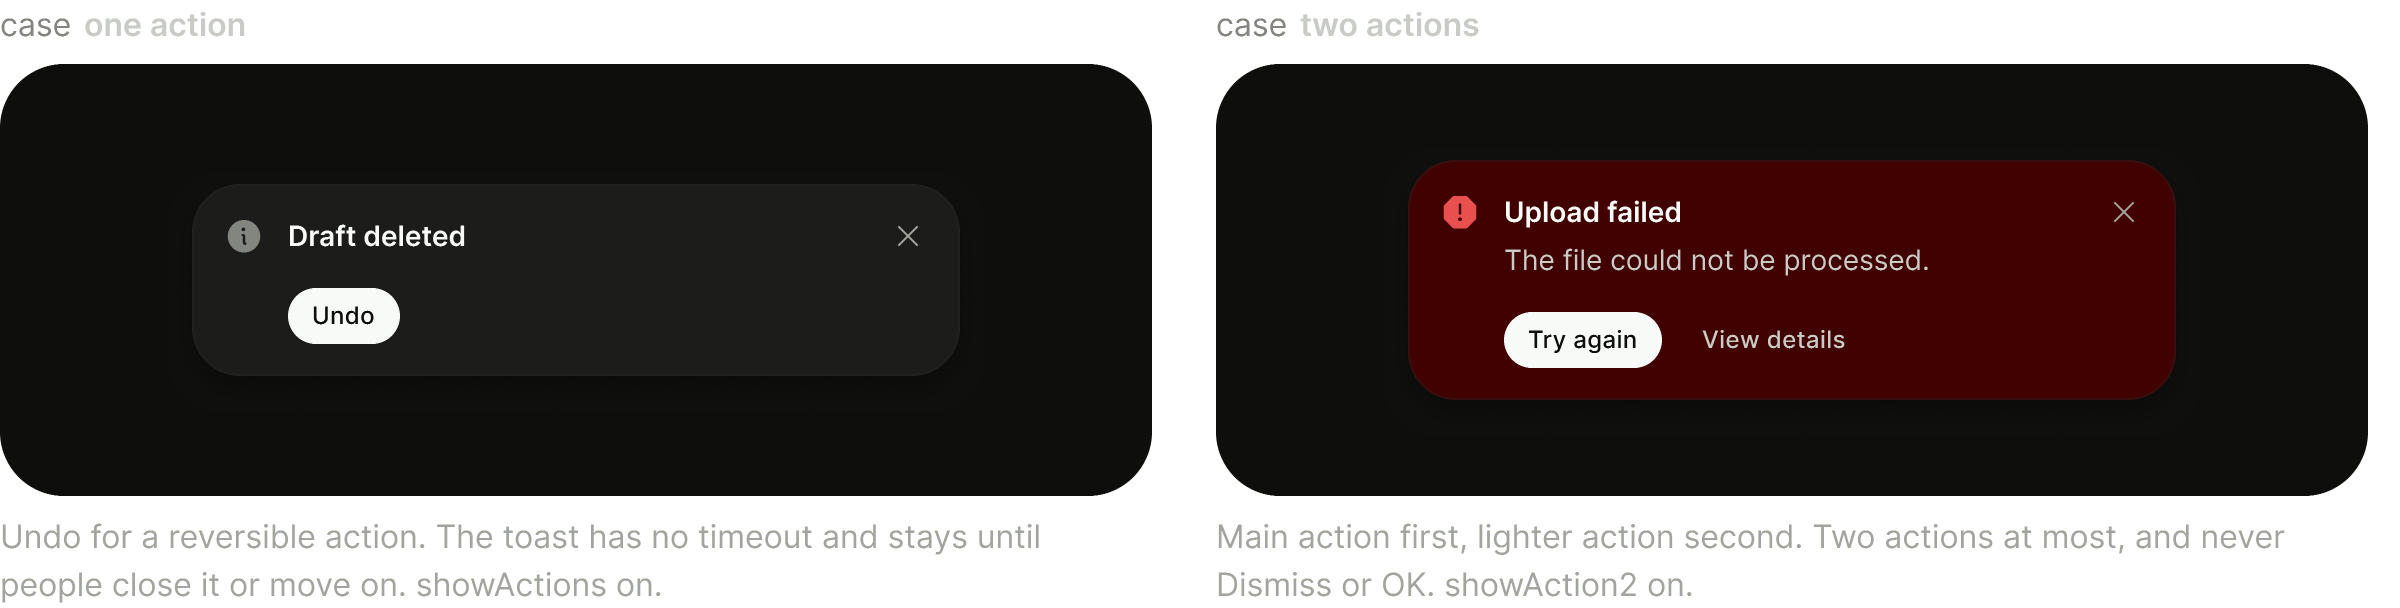 case one action
Draft deleted
Undo
Undo for a reversible action. The toast has no timeout and stays until
people close it or move on. showActions on.
case two actions
Upload failed
The file could not be processed.
Try again View details
Main action first, lighter action second. Two actions at most, and never
Dismiss or OK. showAction2 on.